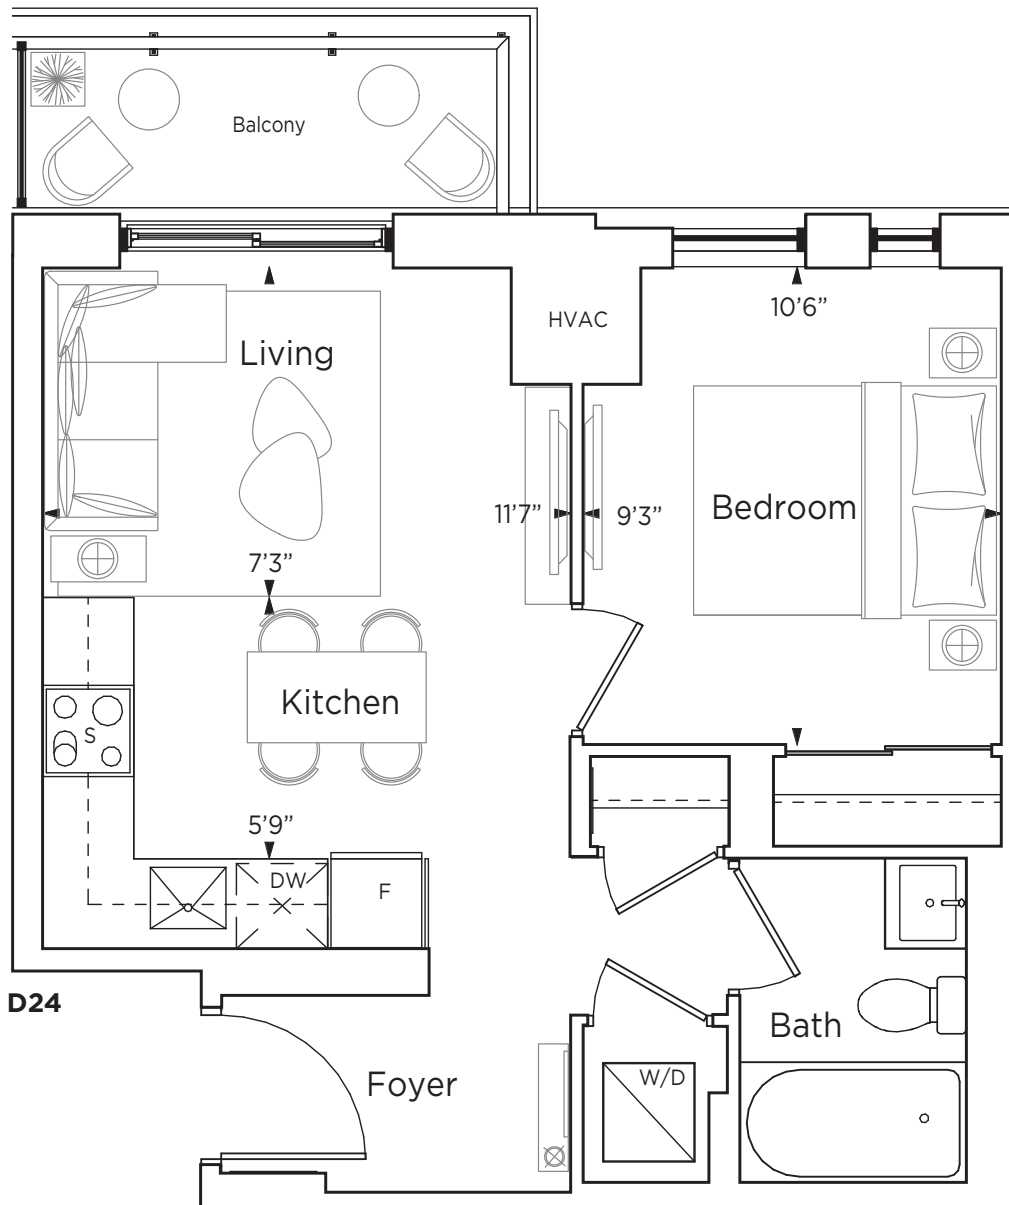 Balcony
10’6”
HVAC
Living
Bedroom
11’7”
9’3”
7’3”
Kitchen
S
5’9”
DW
F
D24
Bath
W/D
Foyer